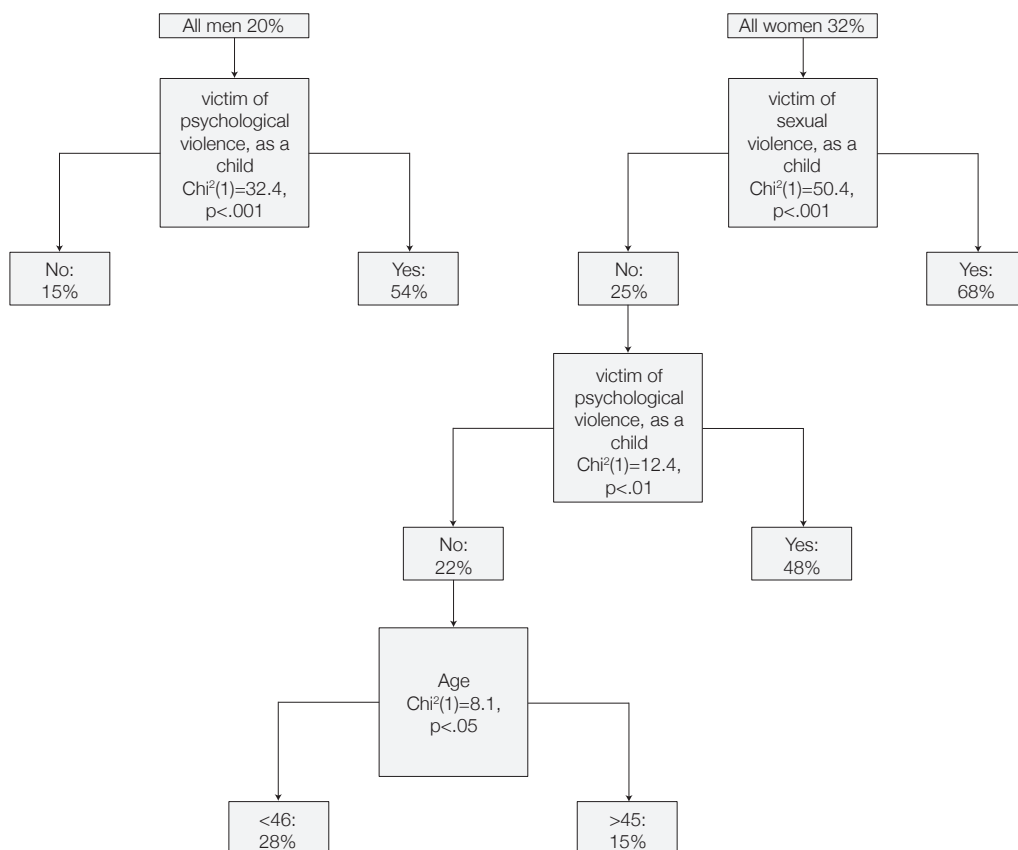 All men 20%
victim of
psychological
violence, as a
child
Chi²(1)=32.4,
p<.001
No:
15%
Yes:
54%
All women 32%
victim of
sexual
violence, as a
child
Chi²(1)=50.4,
p<.001
No:
25%
Yes:
68%
victim of
psychological
violence, as a
child
Chi²(1)=12.4,
p<.01
No:
22%
Yes:
48%
Age
Chi²(1)=8.1,
p<.05
<46:
28%
>45:
15%